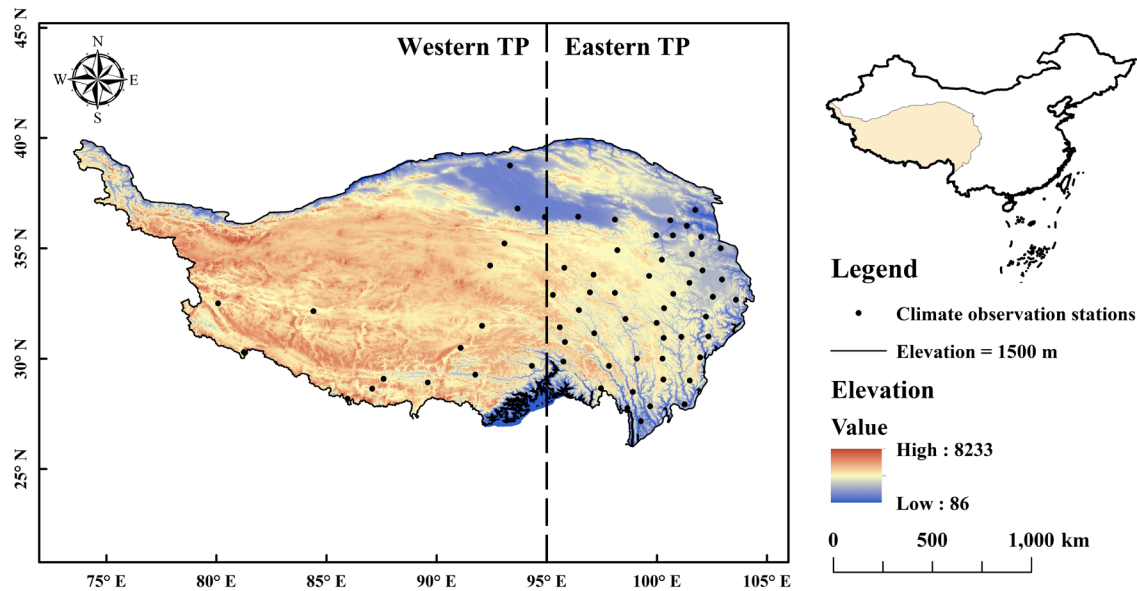 Western TP
Eastern TP
N
W
E
S
45° N
40° N
35° N
30° N
25° N
75° E
80° E
85° E
90° E
95° E
100° E
105° E
Legend
Climate observation stations
Elevation = 1500 m
Elevation
Value
High : 8233
Low : 86
0
500
1,000 km